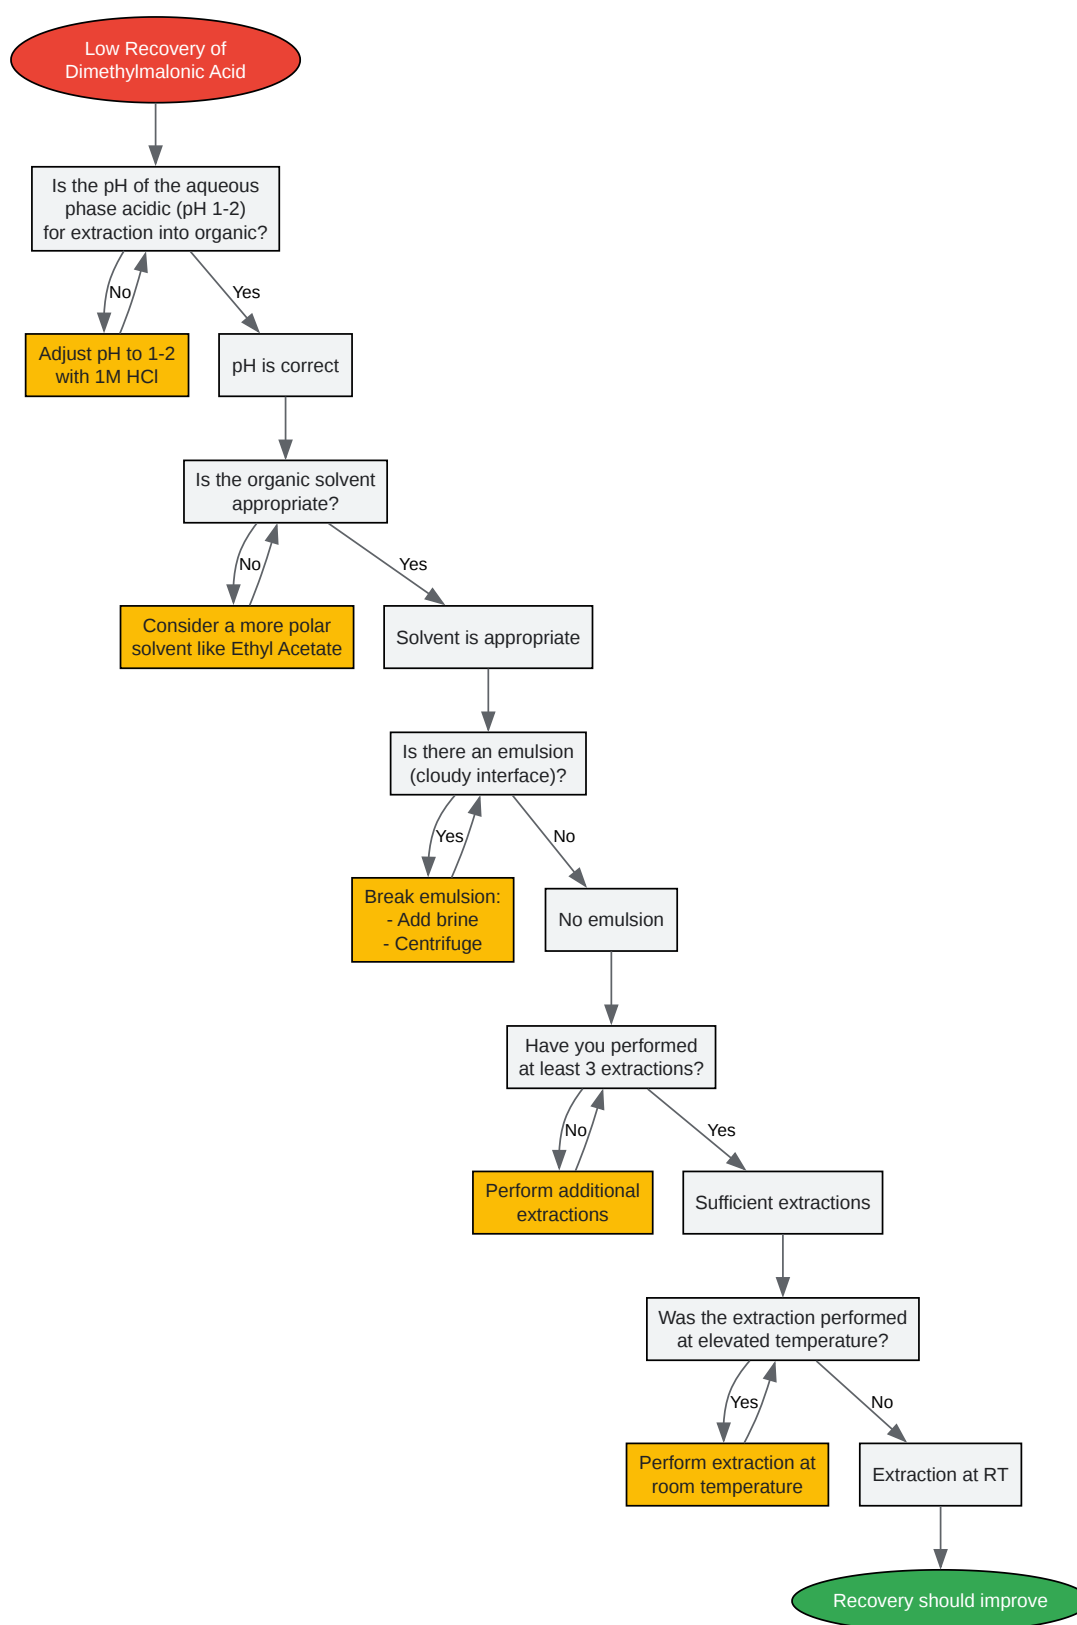 Low Recovery of
Dimethylmalonic Acid
Is the pH of the aqueous
phase acidic (pH 1-2)
for extraction into organic?
No
Yes
Adjust pH to 1-2
with 1M HCl
pH is correct
Is the organic solvent
appropriate?
No
Yes
Consider a more polar
solvent like Ethyl Acetate
Solvent is appropriate
Is there an emulsion
(cloudy interface)?
Yes
No
Break emulsion:
- Add brine
- Centrifuge
No emulsion
Have you performed
at least 3 extractions?
No
Yes
Perform additional
extractions
Sufficient extractions
Was the extraction performed
at elevated temperature?
Yes
No
Perform extraction at
room temperature
Extraction at RT
Recovery should improve